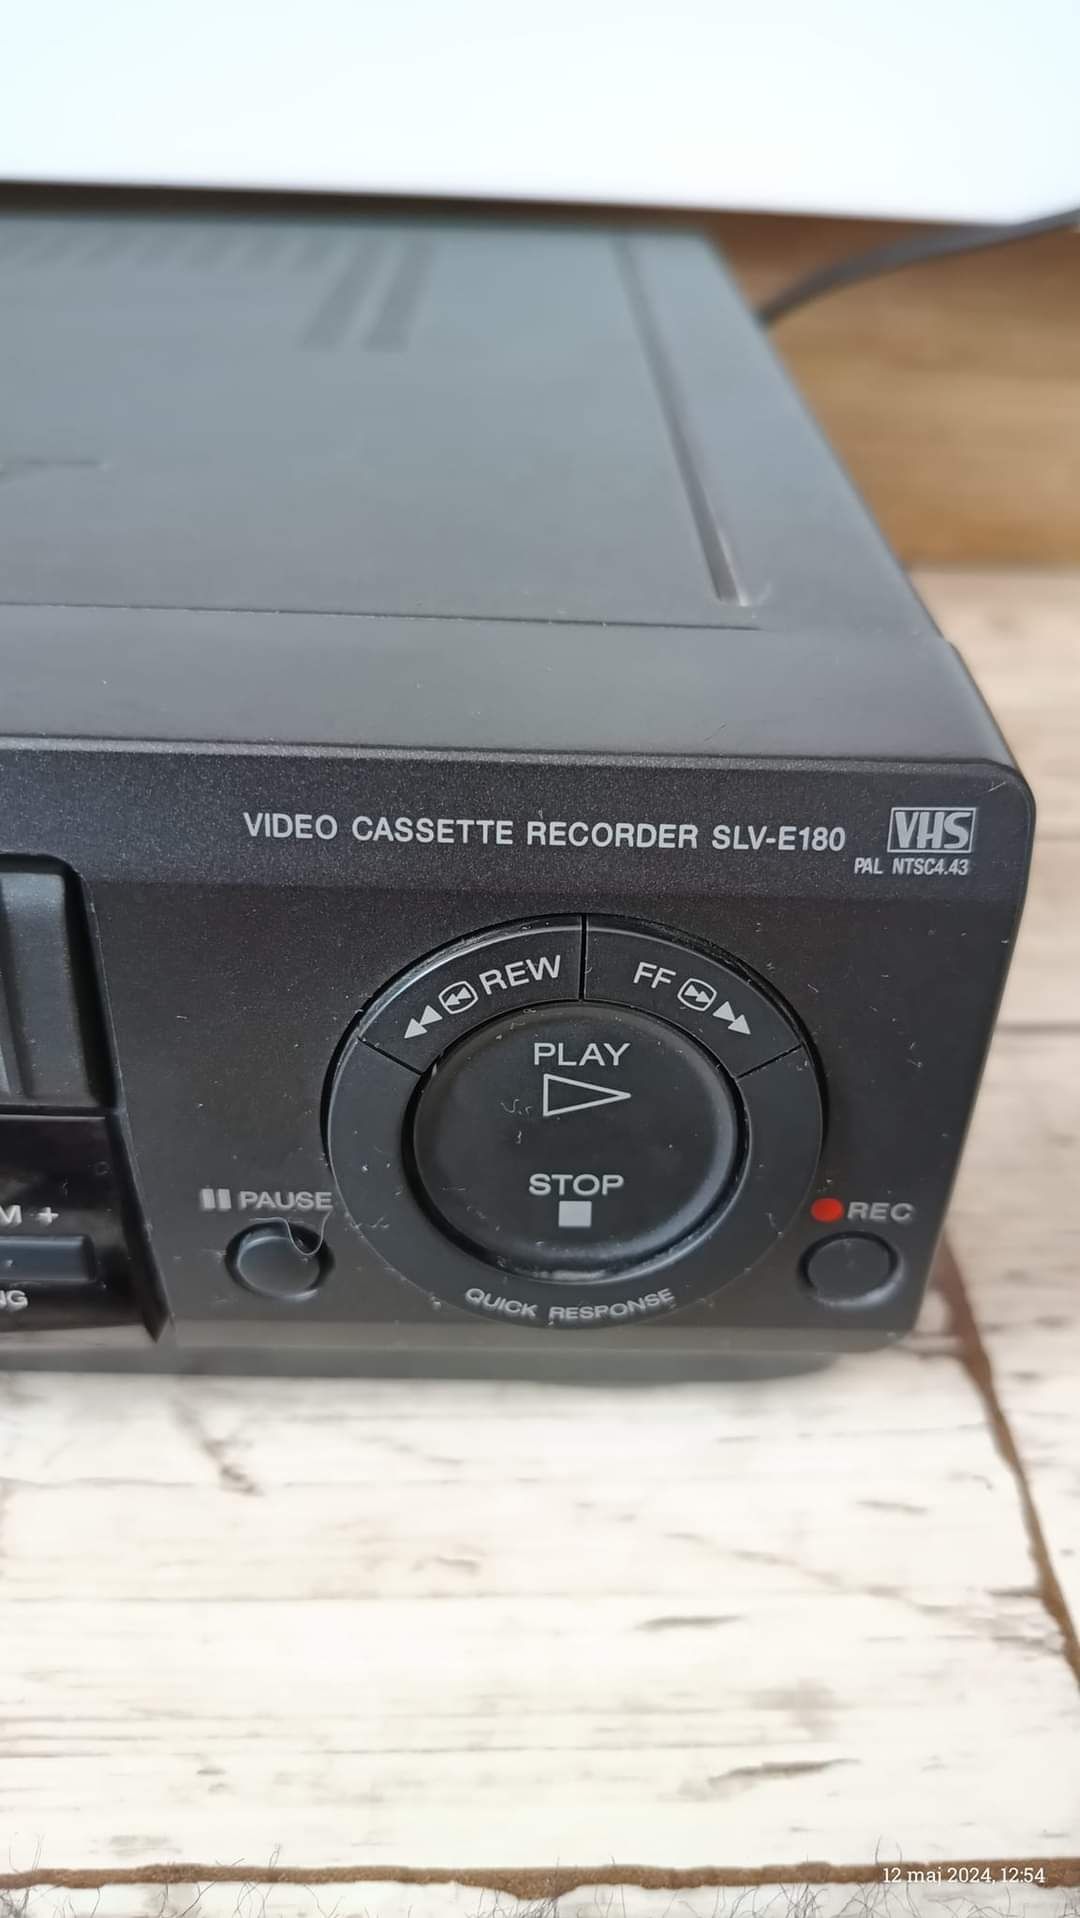 VIDEO CASSETTE RECORDER SLV-E180
VHS
PAL NTSC4.43
REW
FF
PLAY
STOP
PAUSE
REC
QUICK RESPONSE
12 maj 2024, 12:54